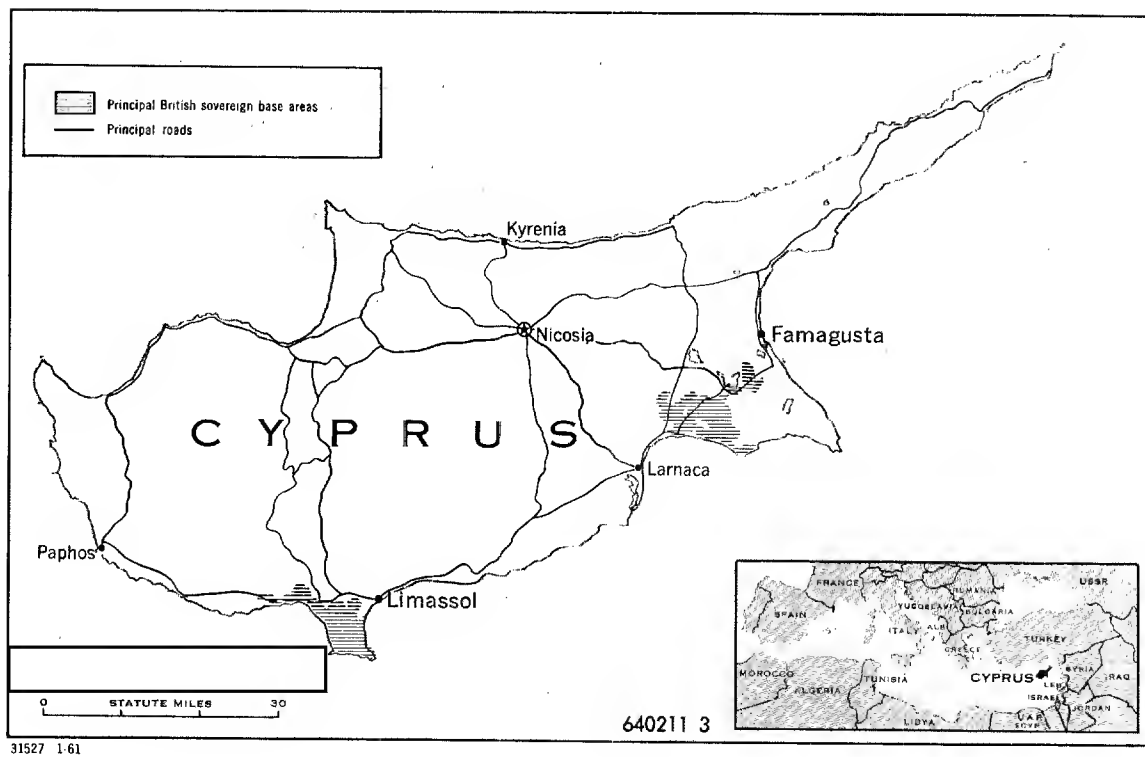 Principal British sovereign base areas
Principal roads
Kyrenia
Nicosia
Famagusta
CYPRUS
Larnaca
Paphos
Limassol
0 STATUTE MILES 30
640211 3
31527 1-61
FRANCE
RUMANIA
USSR
SPAIN
YUGOSLAVIA
BULGARIA
ITALY
ALB
GREECE
TURKEY
MOROCCO
ALGERIA
TUNISIA
CYPRUS
SYRIA
LEB
IRAQ
ISRAEL
JORDAN
LIBYA
UAR
EGYPT